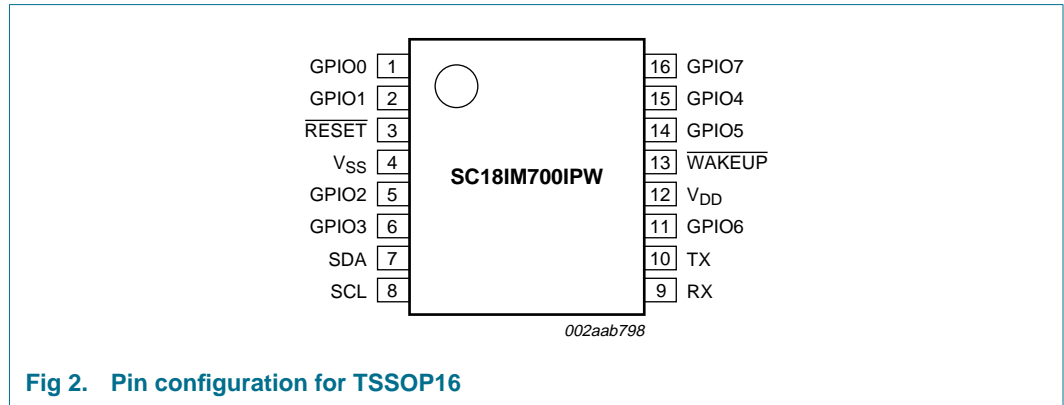 GPIO0 1 16 GPIO7
GPIO1 2 15 GPIO4
RESET 3 14 GPIO5
VSS 4 13 WAKEUP
SC18IM700IPW
GPIO2 5 12 VDD
GPIO3 6 11 GPIO6
SDA 7 10 TX
SCL 8 9 RX
002aab798
Fig 2. Pin configuration for TSSOP16